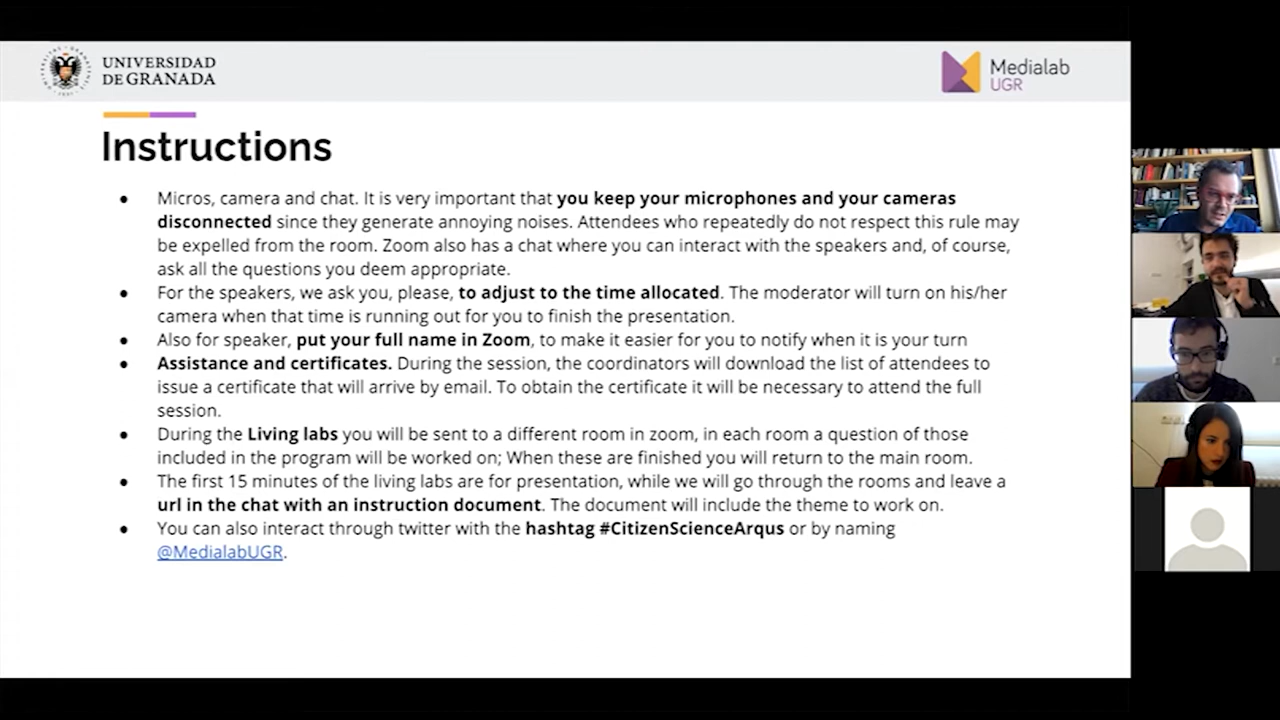 UNIVERSIDAD
DE GRANADA
Medialab
UGR
Instructions
● Micros, camera and chat. It is very important that you keep your microphones and your cameras
disconnected since they generate annoying noises. Attendees who repeatedly do not respect this rule may
be expelled from the room. Zoom also has a chat where you can interact with the speakers and, of course,
ask all the questions you deem appropriate.
● For the speakers, we ask you, please, to adjust to the time allocated. The moderator will turn on his/her
camera when that time is running out for you to finish the presentation.
● Also for speaker, put your full name in Zoom, to make it easier for you to notify when it is your turn
● Assistance and certificates. During the session, the coordinators will download the list of attendees to
issue a certificate that will arrive by email. To obtain the certificate it will be necessary to attend the full
session.
● During the Living labs you will be sent to a different room in zoom, in each room a question of those
included in the program will be worked on; When these are finished you will return to the main room.
● The first 15 minutes of the living labs are for presentation, while we will go through the rooms and leave a
url in the chat with an instruction document. The document will include the theme to work on.
● You can also interact through twitter with the hashtag #CitizenScienceArqus or by naming
@MedialabUGR.